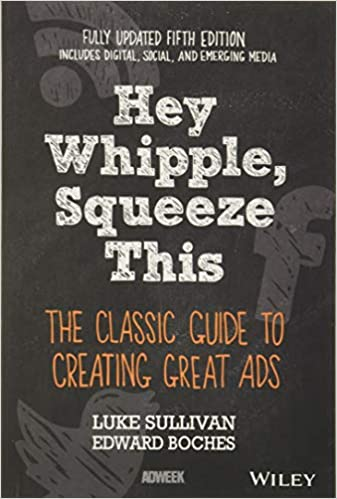 FULLY UPDATED FIFTH EDITION
INCLUDES DIGITAL, SOCIAL, AND EMERGING MEDIA
Hey
Whipple,
Squeeze
This
THE CLASSIC GUIDE TO
CREATING GREAT ADS
LUKE SULLIVAN
EDWARD BOCHES
ADWEEK
WILEY